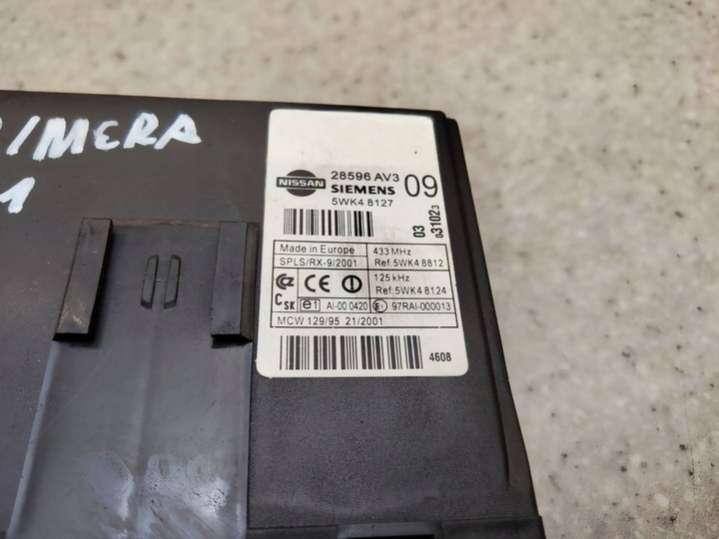 IMERA
1
NISSAN
28596 AV3
SIEMENS
5WK4 8127
09
03
031023
Made in Europe
SPLS/RX-9/2001
433 MHz
Ref.5WK4 8812
125 kHz
Ref.5WK4 8124
CSK
e1
AI-00 0420
E1
97RAI-000013
MCW 129/95 21/2001
4608